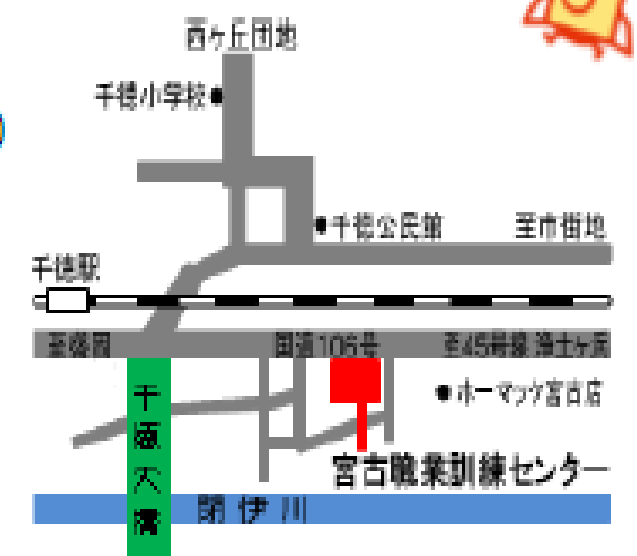 西ヶ丘団地
千徳小学校
千徳公民館
至市街地
千徳駅
至盛岡
国道106号
至45号線 浄土ヶ浜
ホーマック宮古店
千徳大橋
宮古職業訓練センター
閉伊川